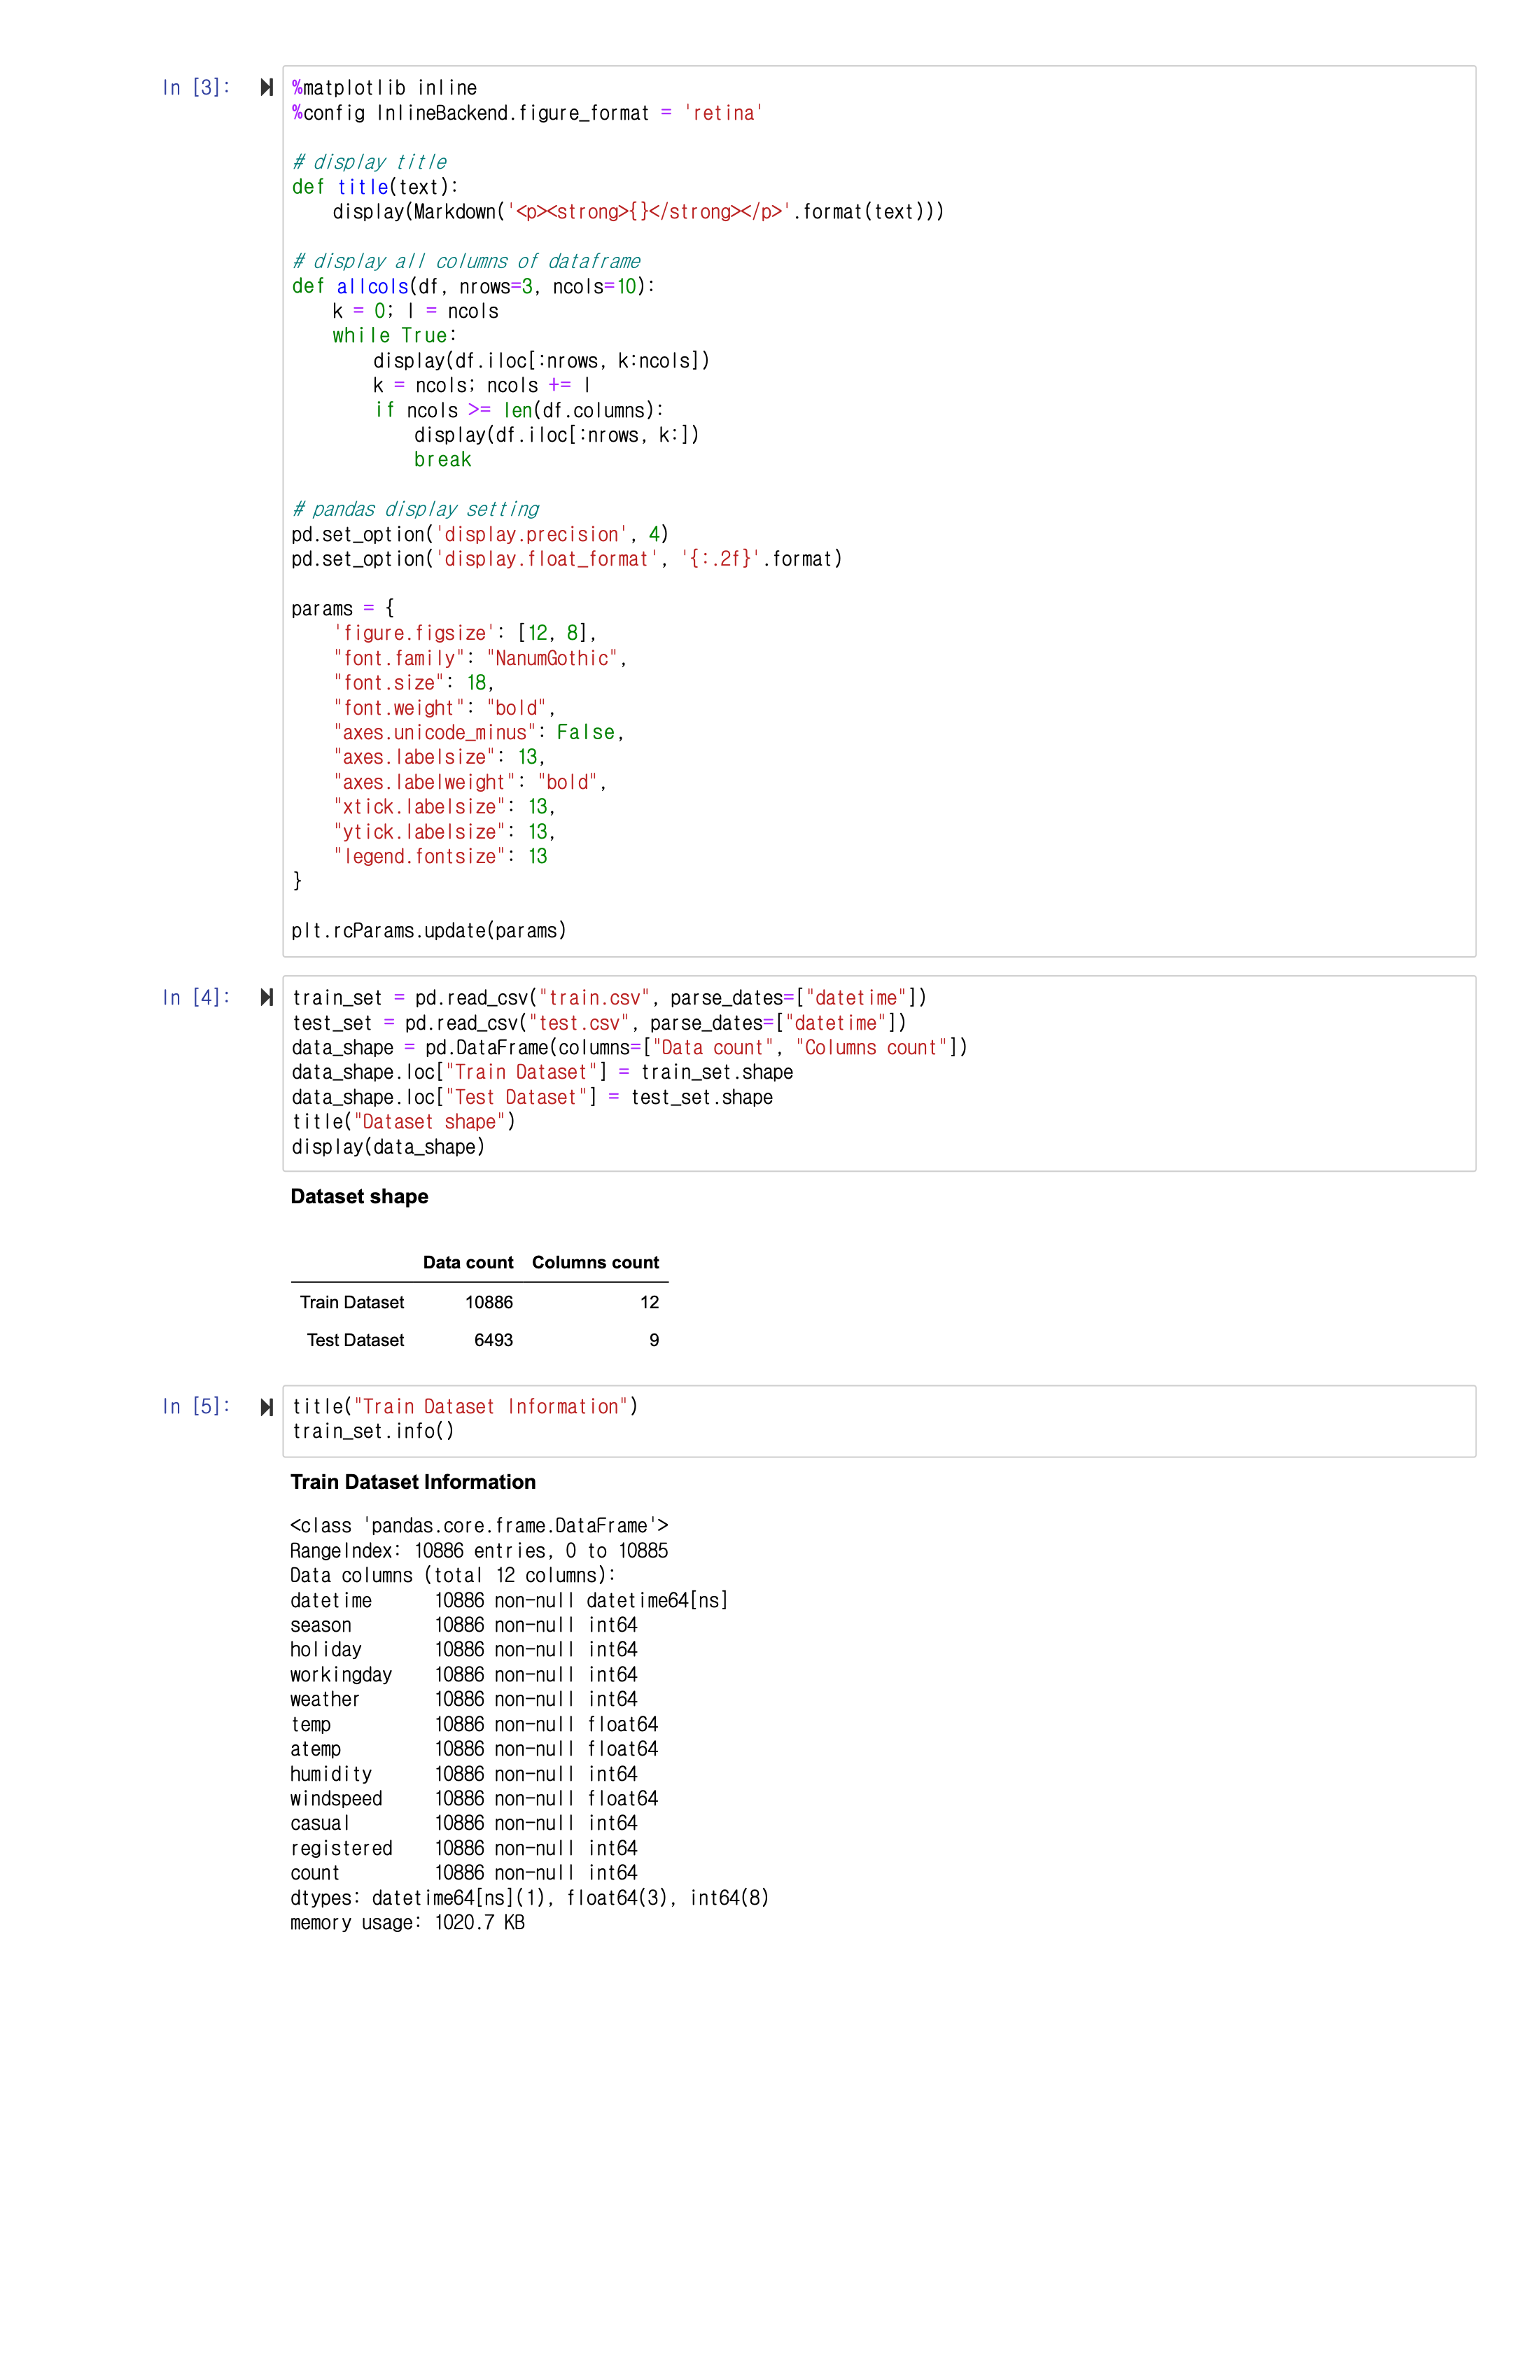 In [3]:
%matplotlib inline
%config InlineBackend.figure_format = 'retina'

# display title
def title(text):
    display(Markdown('<p><strong>{}</strong></p>'.format(text)))

# display all columns of dataframe
def allcols(df, nrows=3, ncols=10):
    k = 0; l = ncols
    while True:
        display(df.iloc[:nrows, k:ncols])
        k = ncols; ncols += l
        if ncols >= len(df.columns):
            display(df.iloc[:nrows, k:])
            break

# pandas display setting
pd.set_option('display.precision', 4)
pd.set_option('display.float_format', '{:.2f}'.format)

params = {
    'figure.figsize': [12, 8],
    "font.family": "NanumGothic",
    "font.size": 18,
    "font.weight": "bold",
    "axes.unicode_minus": False,
    "axes.labelsize": 13,
    "axes.labelweight": "bold",
    "xtick.labelsize": 13,
    "ytick.labelsize": 13,
    "legend.fontsize": 13
}

plt.rcParams.update(params)
In [4]:
train_set = pd.read_csv("train.csv", parse_dates=["datetime"])
test_set = pd.read_csv("test.csv", parse_dates=["datetime"])
data_shape = pd.DataFrame(columns=["Data count", "Columns count"])
data_shape.loc["Train Dataset"] = train_set.shape
data_shape.loc["Test Dataset"] = test_set.shape
title("Dataset shape")
display(data_shape)
Dataset shape
Data count Columns count
Train Dataset 10886 12
Test Dataset 6493 9
In [5]:
title("Train Dataset Information")
train_set.info()
Train Dataset Information
<class 'pandas.core.frame.DataFrame'>
RangeIndex: 10886 entries, 0 to 10885
Data columns (total 12 columns):
datetime      10886 non-null datetime64[ns]
season        10886 non-null int64
holiday       10886 non-null int64
workingday    10886 non-null int64
weather       10886 non-null int64
temp          10886 non-null float64
atemp         10886 non-null float64
humidity      10886 non-null int64
windspeed     10886 non-null float64
casual        10886 non-null int64
registered    10886 non-null int64
count         10886 non-null int64
dtypes: datetime64[ns](1), float64(3), int64(8)
memory usage: 1020.7 KB